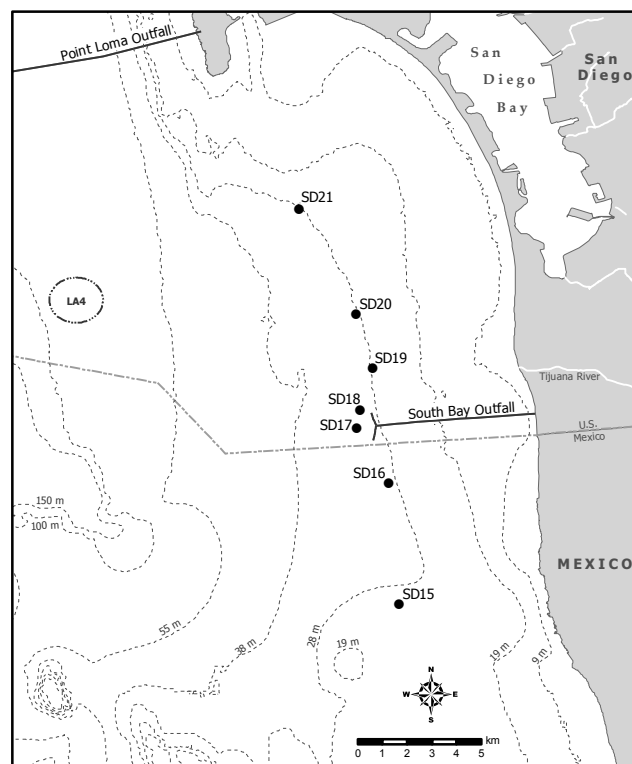 Point Loma Outfall
San
Diego
Bay
San
Diego
SD21
LA4
SD20
SD19
Tijuana River
SD18
South Bay Outfall
SD17
U.S.
Mexico
SD16
150 m
100 m
MEXICO
SD15
55 m
38 m
28 m
19 m
19 m
9 m
N
W E
S
km
0 1 2 3 4 5